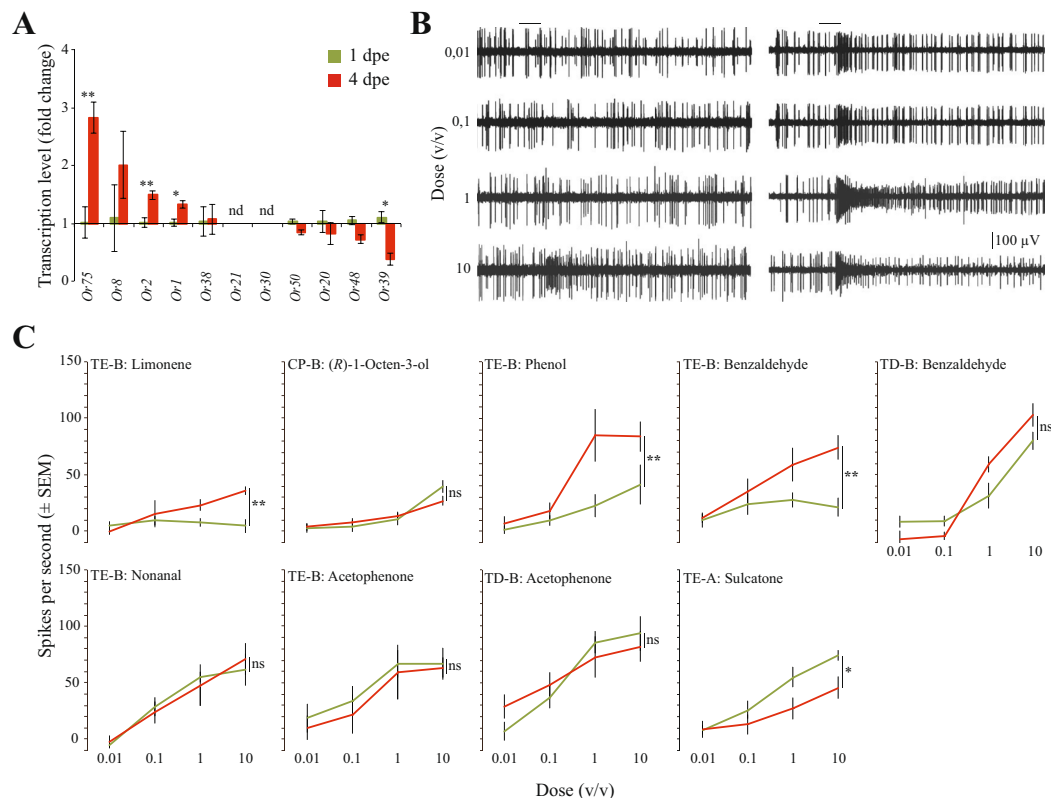 A
Transcription level (fold change)
4
3
2
1
0
1 dpe
4 dpe
**
**
*
nd
nd
*
Or75
Or8
Or2
Or1
Or38
Or21
Or30
Or50
Or20
Or48
Or39
B
Dose (v/v)
0,01
0,1
1
10
100 µV
C
Spikes per second (± SEM)
150
100
50
0
TE-B: Limonene
**
CP-B: (R)-1-Octen-3-ol
ns
TE-B: Phenol
**
TE-B: Benzaldehyde
**
TD-B: Benzaldehyde
ns
0.01 0.1 1 10
150
100
50
0
TE-B: Nonanal
ns
0.01 0.1 1 10
TE-B: Acetophenone
ns
0.01 0.1 1 10
TD-B: Acetophenone
ns
0.01 0.1 1 10
TE-A: Sulcatone
*
0.01 0.1 1 10
Dose (v/v)